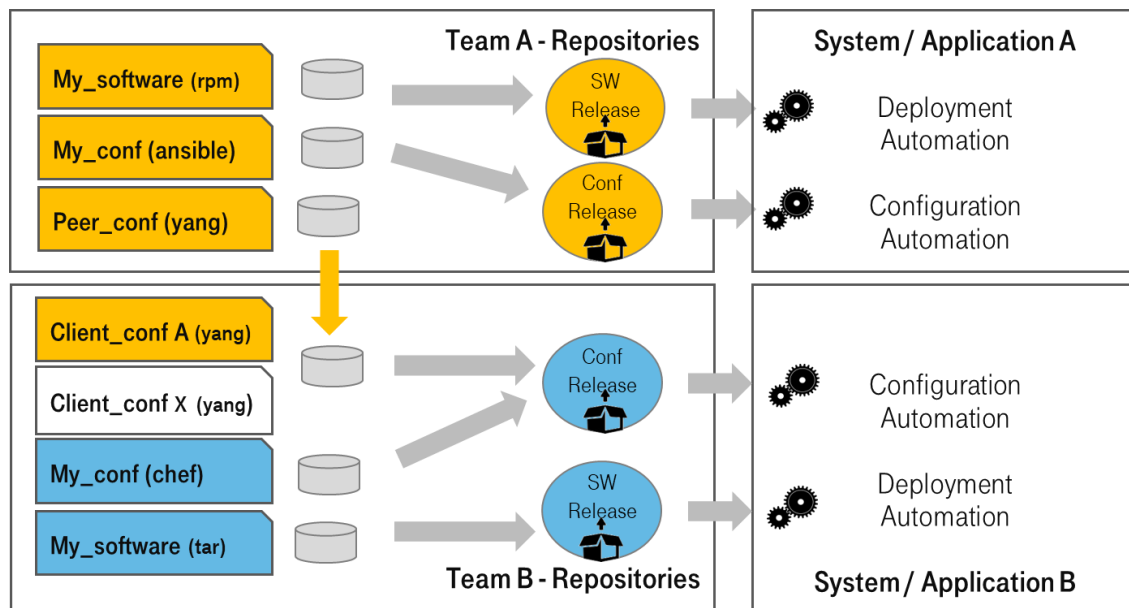 Team A - Repositories
System / Application A
My_software (rpm)
SW
Release
Deployment
Automation
My_conf (ansible)
Peer_conf (yang)
Conf
Release
Configuration
Automation
Client_conf A (yang)
Client_conf X (yang)
Conf
Release
Configuration
Automation
My_conf (chef)
SW
Release
Deployment
Automation
My_software (tar)
Team B - Repositories
System / Application B